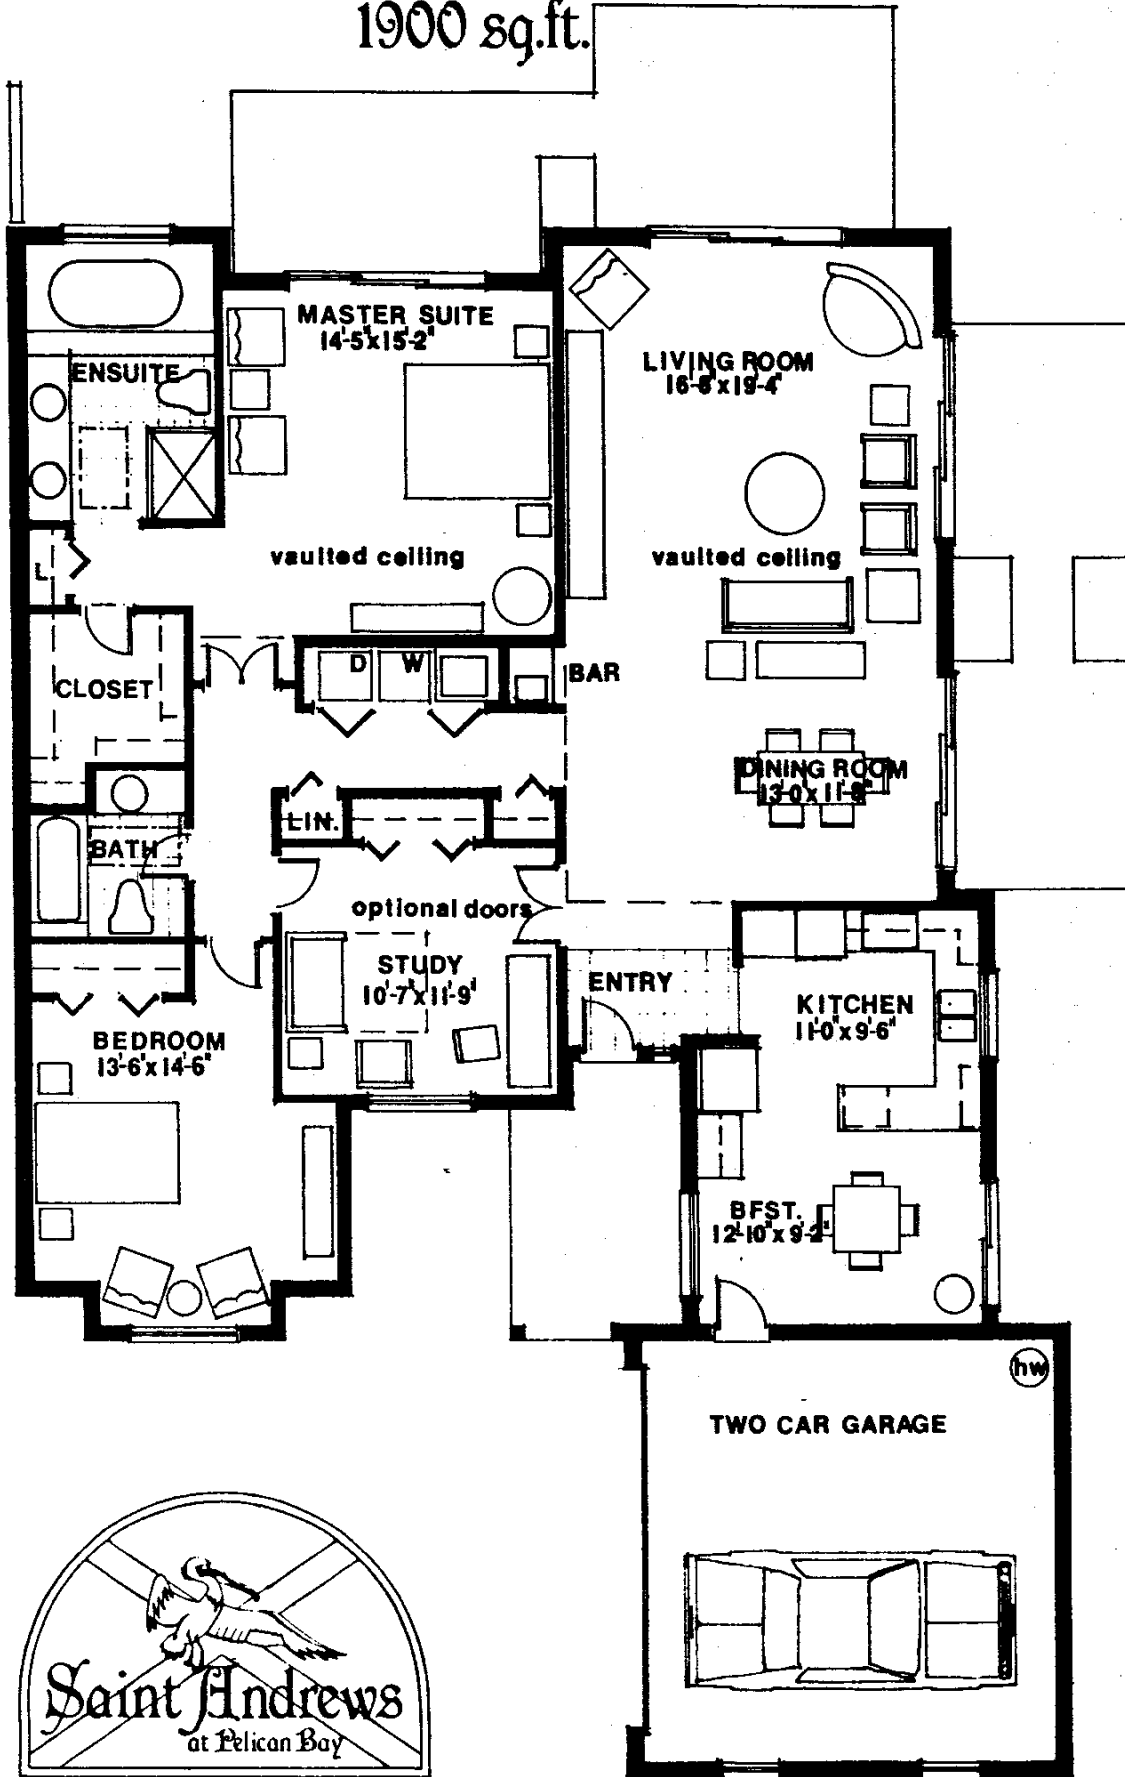 1900 sq.ft.
MASTER SUITE
14'-5"x15'-2"
LIVING ROOM
16'-8"x19'-4"
ENSUITE
vaulted ceiling
vaulted ceiling
L
D
W
BAR
CLOSET
DINING ROOM
13'-0"x11'-8"
LIN.
BATH
optional doors
STUDY
10'-7"x11'-9"
ENTRY
KITCHEN
11'-0"x9'-6"
BEDROOM
13'-6"x14'-6"
BFST.
12'-10"x9'-2"
hw
TWO CAR GARAGE
Saint Andrews
at Pelican Bay